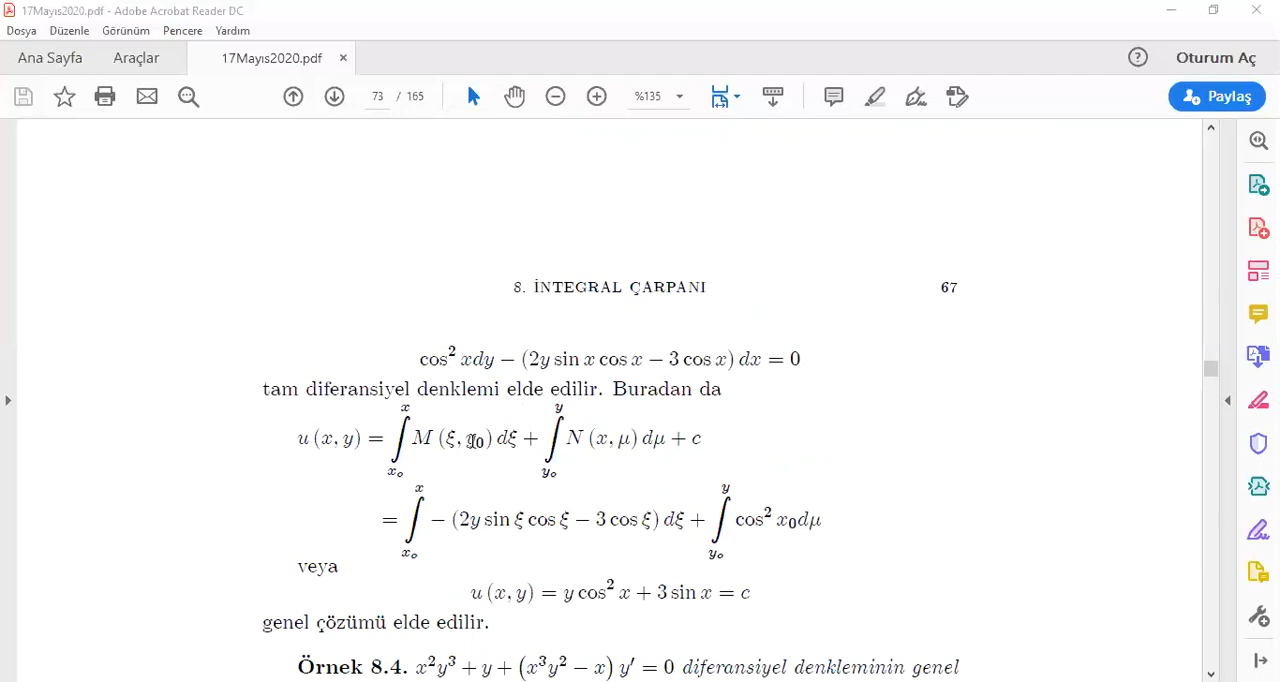 17Mayıs2020.pdf - Adobe Acrobat Reader DC
Dosya Düzenle Görünüm Pencere Yardım
Ana Sayfa Araçlar 17Mayıs2020.pdf × ? Oturum Aç
73 / 165 %135 Paylaş
8. İNTEGRAL ÇARPANI 67
cos² xdy − (2y sin x cos x − 3 cos x) dx = 0
tam diferansiyel denklemi elde edilir. Buradan da
u (x, y) = ∫_{x₀}^{x} M (ξ, y₀) dξ + ∫_{y₀}^{y} N (x, μ) dμ + c
= ∫_{x₀}^{x} − (2y sin ξ cos ξ − 3 cos ξ) dξ + ∫_{y₀}^{y} cos² x₀dμ
veya
u (x, y) = y cos² x + 3 sin x = c
genel çözümü elde edilir.
Örnek 8.4. x²y³ + y + (x³y² − x) y′ = 0 diferansiyel denkleminin genel